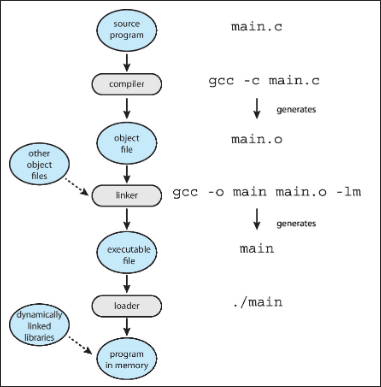 source
program
main.c
compiler
gcc -c main.c
generates
object
file
main.o
other
object
files
linker
gcc -o main main.o -lm
generates
executable
file
main
loader
./main
dynamically
linked
libraries
program
in memory